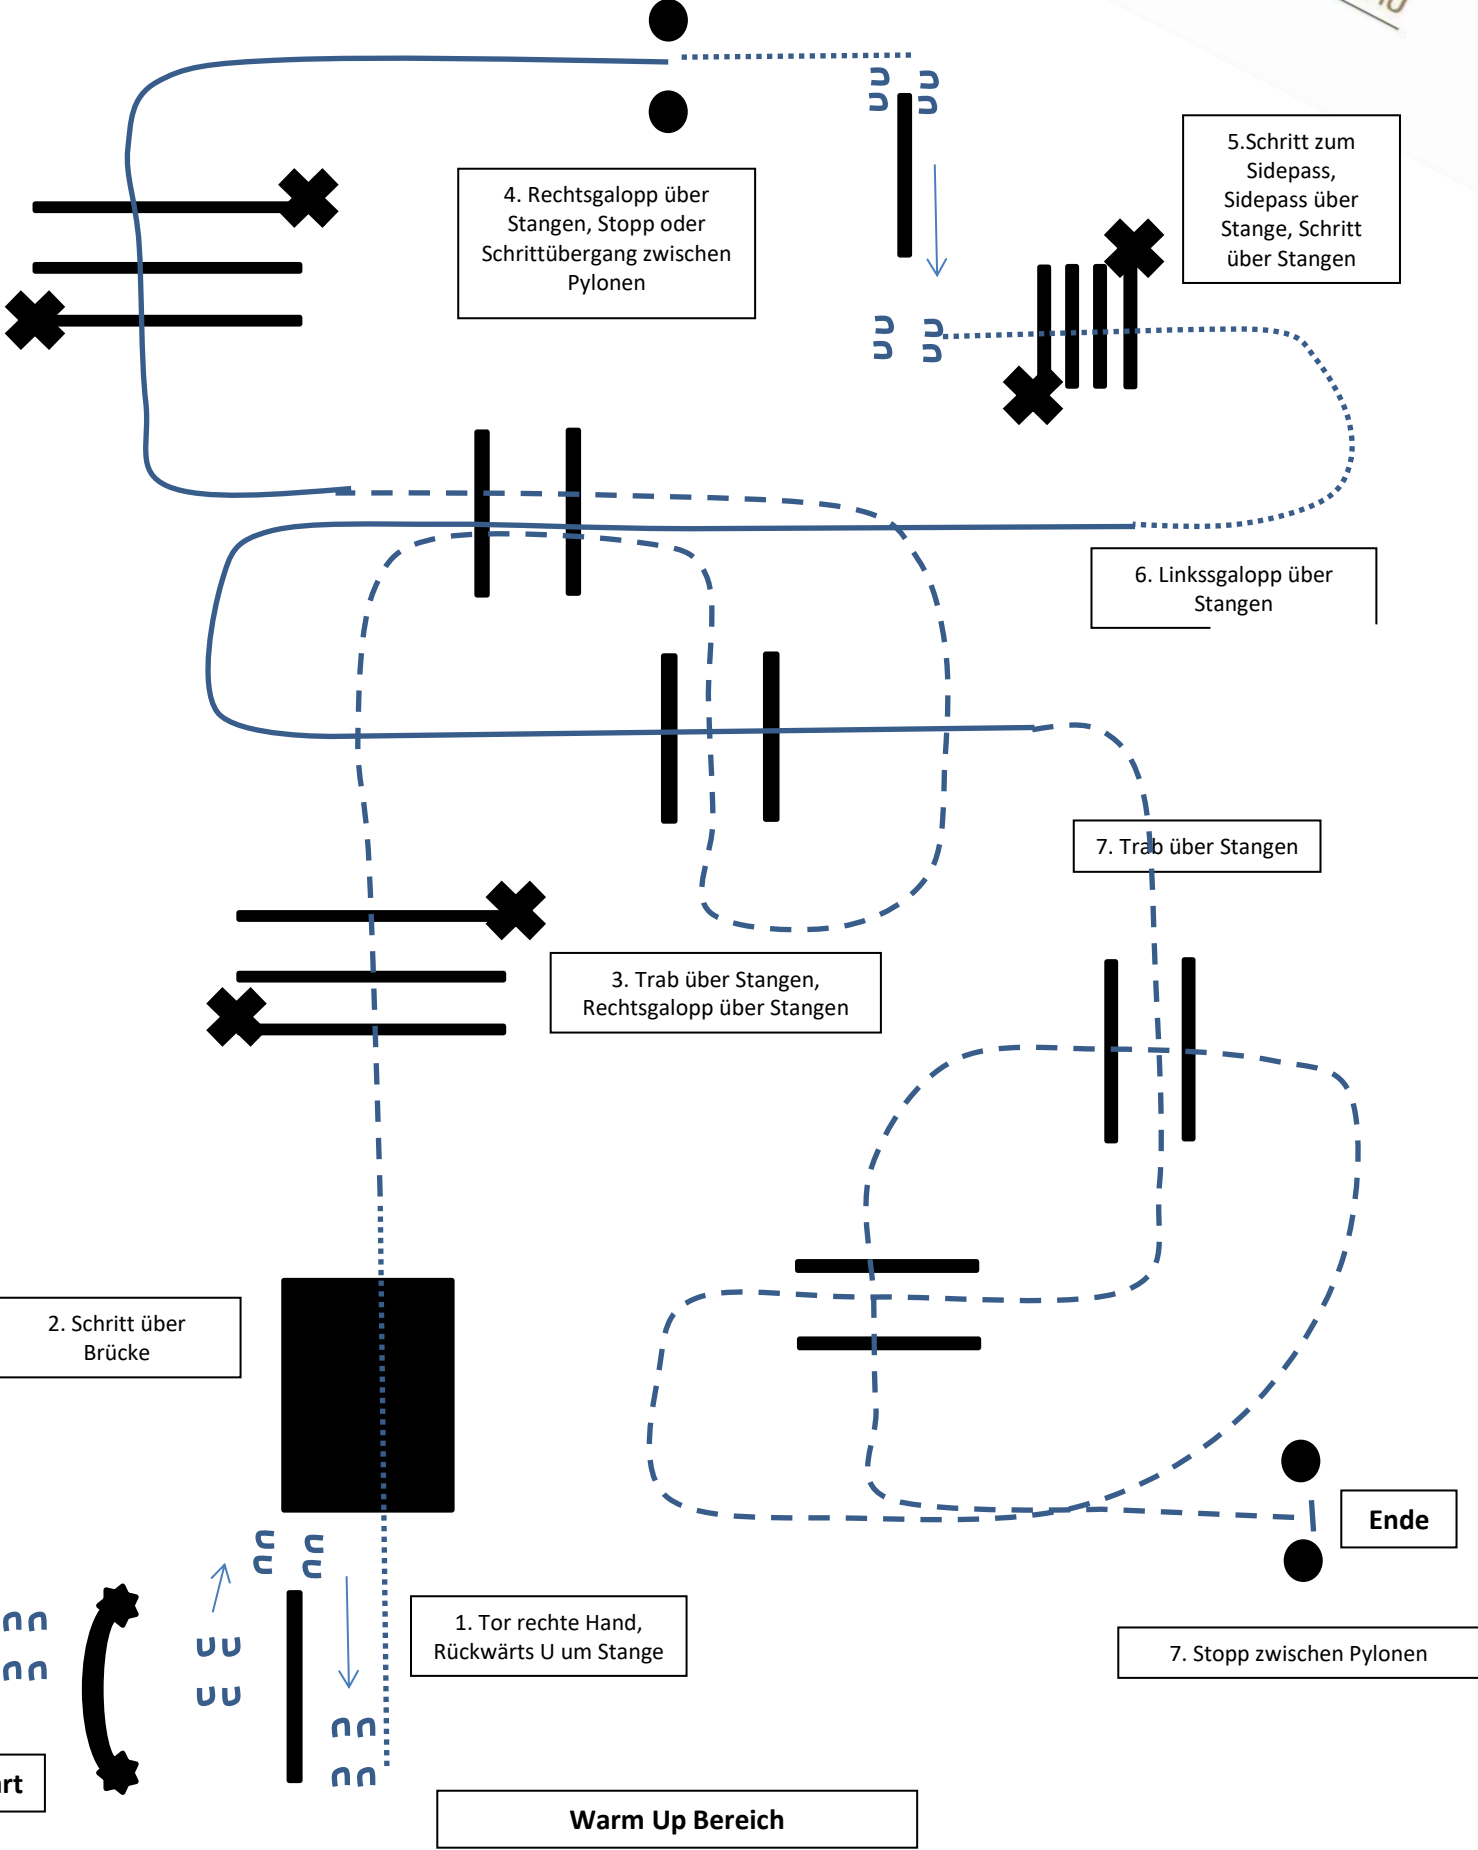 5.Schritt zum
Sidepass,
Sidepass über
Stange, Schritt
über Stangen
4. Rechtsgalopp über
Stangen, Stopp oder
Schrittübergang zwischen
Pylonen
6. Linkssgalopp über
Stangen
7. Trab über Stangen
3. Trab über Stangen,
Rechtsgalopp über Stangen
2. Schritt über
Brücke
Ende
1. Tor rechte Hand,
Rückwärts U um Stange
7. Stopp zwischen Pylonen
rt
Warm Up Bereich